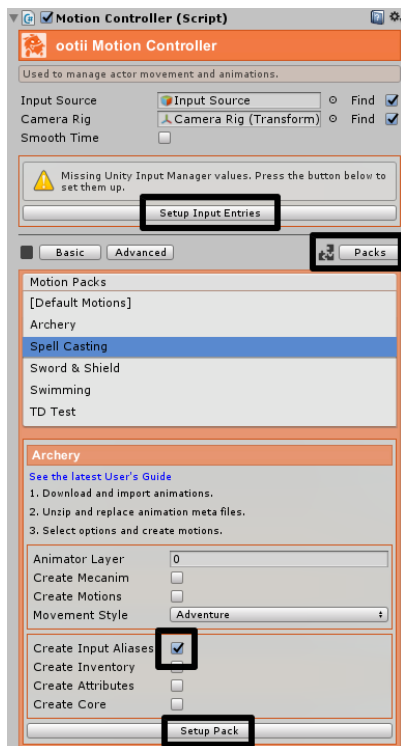 Motion Controller (Script)
ootii Motion Controller
Used to manage actor movement and animations.
Input Source Input Source Find
Camera Rig Camera Rig (Transform) Find
Smooth Time
Missing Unity Input Manager values. Press the button below to
set them up.
Setup Input Entries
Basic Advanced Packs
Motion Packs
[Default Motions]
Archery
Spell Casting
Sword & Shield
Swimming
TD Test
Archery
See the latest User's Guide
1. Download and import animations.
2. Unzip and replace animation meta files.
3. Select options and create motions.
Animator Layer 0
Create Mecanim
Create Motions
Movement Style Adventure
Create Input Aliases
Create Inventory
Create Attributes
Create Core
Setup Pack